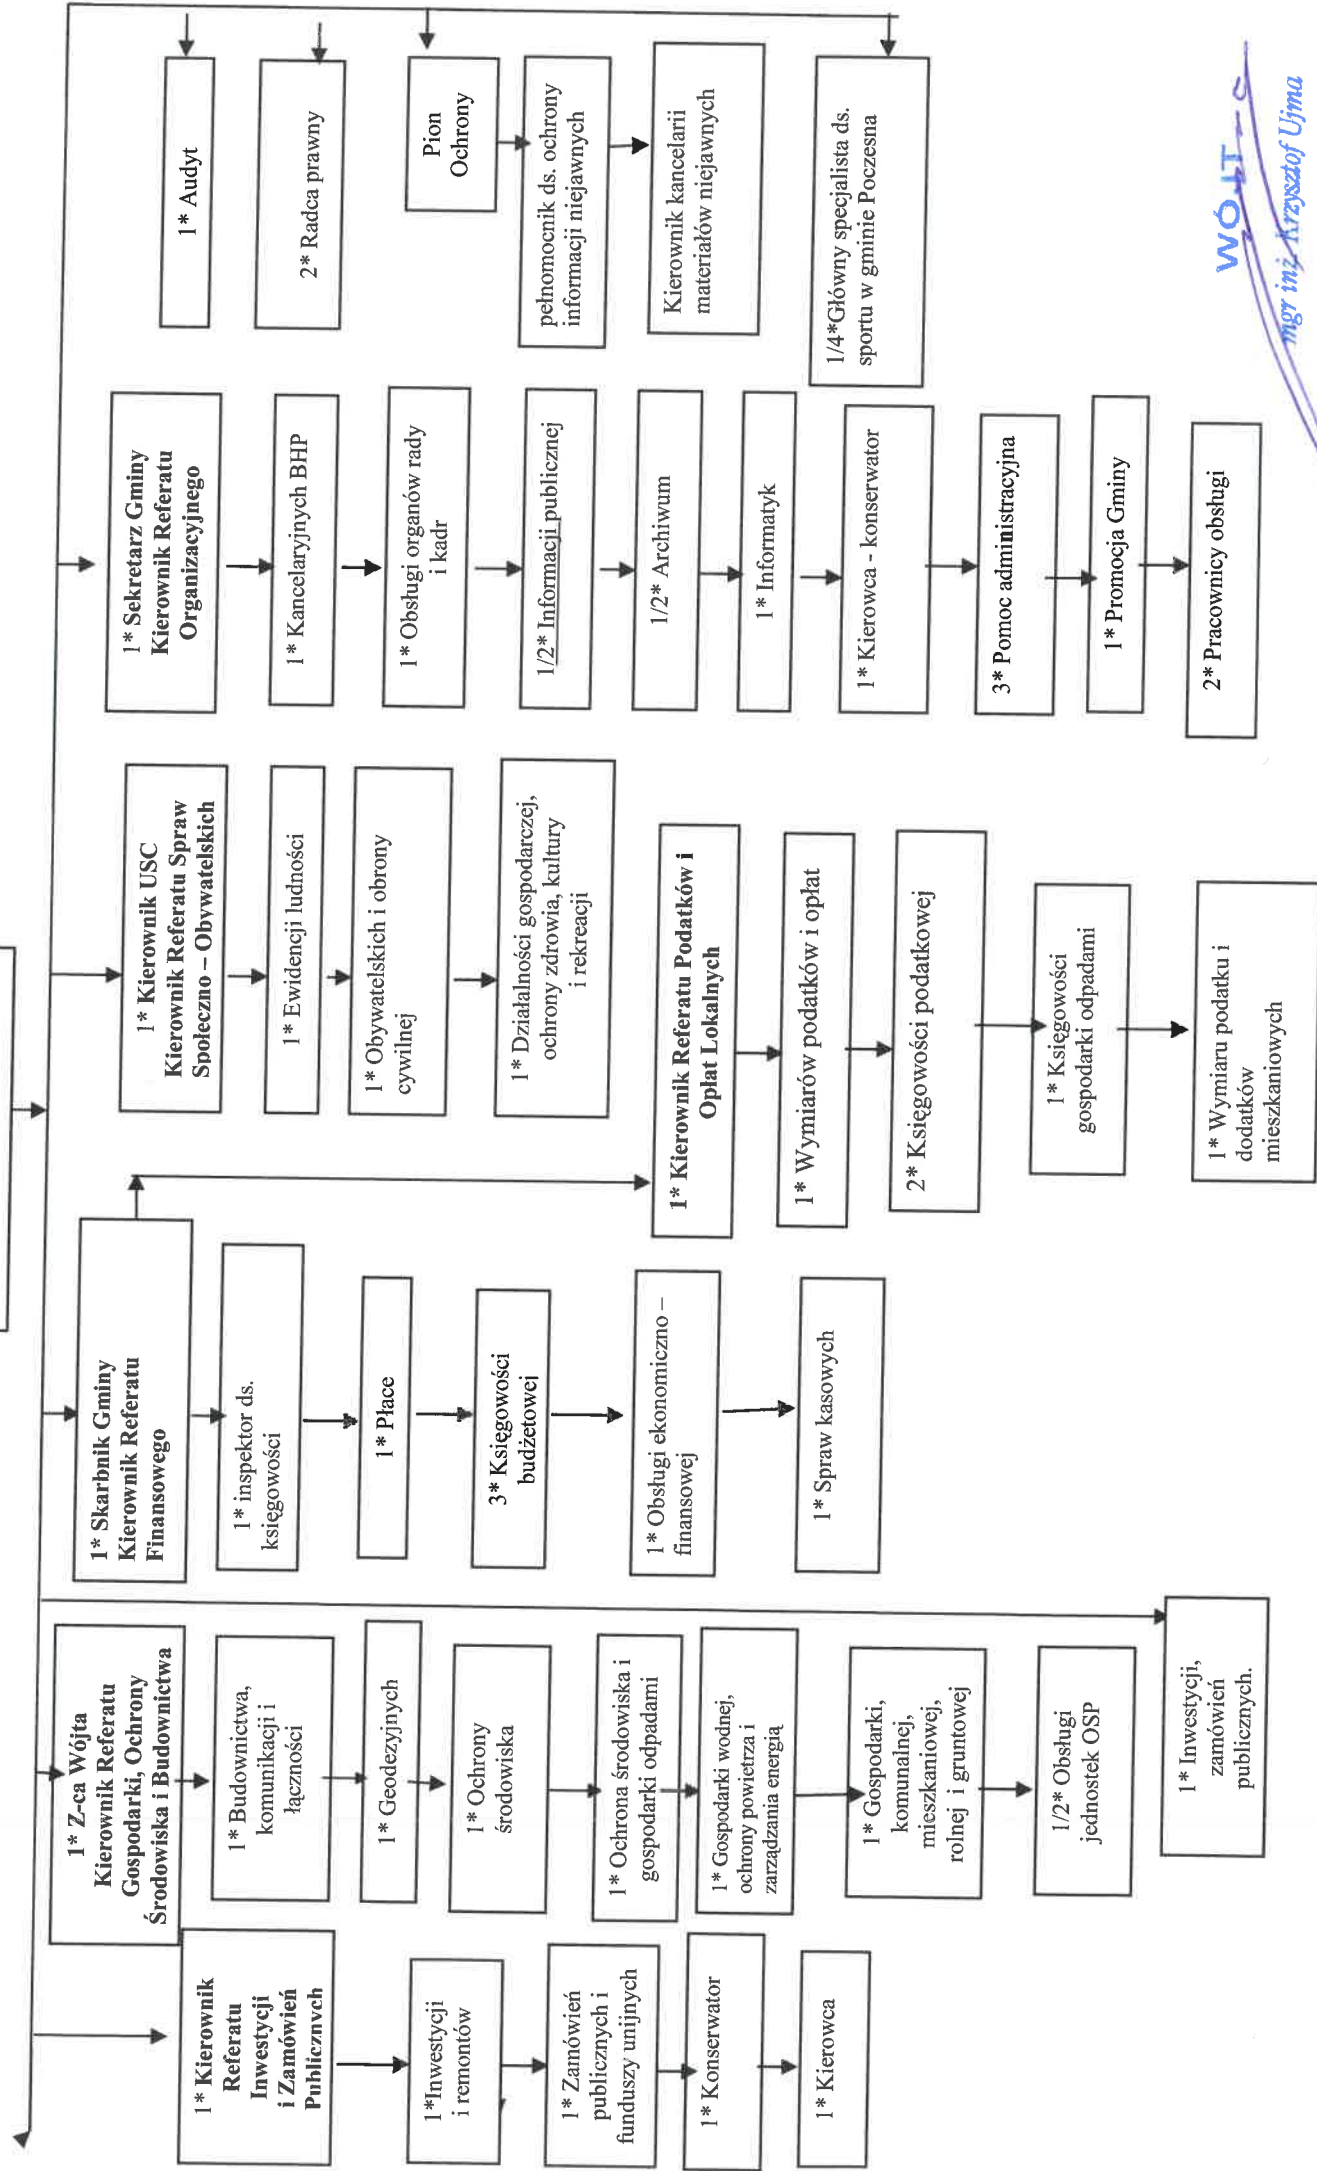 1* Kierownik
Referatu
Inwestycji
i Zamówień
Publicznych
1*Inwestycji
i remontów
1* Zamówień
publicznych i
funduszy unijnych
1* Konserwator
1* Kierowca
1* Z-ca Wójta
Kierownik Referatu
Gospodarki, Ochrony
Środowiska i Budownictwa
1* Budownictwa,
komunikacji i
łączności
1* Geodezyjnych
1* Ochrony
środowiska
1* Ochrona środowiska i
gospodarki odpadami
1* Gospodarki wodnej,
ochrony powietrza i
zarządzania energią
1* Gospodarki,
komunalnej,
mieszkaniowej,
rolnej i gruntowej
1/2* Obsługi
jednostek OSP
1* Inwestycji,
zamówień
publicznych.
1* Skarbnik Gminy
Kierownik Referatu
Finansowego
1* inspektor ds.
księgowości
1* Płace
3* Księgowości
budżetowej
1* Obsługi ekonomiczno –
finansowej
1* Spraw kasowych
1* Kierownik Referatu Podatków i
Opłat Lokalnych
1* Wymiarów podatków i opłat
2* Księgowości podatkowej
1* Księgowości
gospodarki odpadami
1* Wymiaru podatku i
dodatków
mieszkaniowych
1* Kierownik USC
Kierownik Referatu Spraw
Społeczno – Obywatelskich
1* Ewidencji ludności
1* Obywatelskich i obrony
cywilnej
1* Działalności gospodarczej,
ochrony zdrowia, kultury
i rekreacji
1* Sekretarz Gminy
Kierownik Referatu
Organizacyjnego
1* Kancelaryjnych BHP
1* Obsługi organów rady
i kadr
1/2* Informacji publicznej
1/2* Archiwum
1* Informatyk
1* Kierowca - konserwator
3* Pomoc administracyjna
1* Promocja Gminy
2* Pracownicy obsługi
1* Audyt
2* Radca prawny
Pion
Ochrony
pełnomocnik ds. ochrony
informacji niejawnych
Kierownik kancelarii
materiałów niejawnych
1/4*Główny specjalista ds.
sportu w gminie Poczesna
WÓJT
mgr inż. Krzysztof Ujma